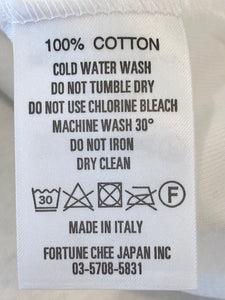 100% COTTON
COLD WATER WASH
DO NOT TUMBLE DRY
DO NOT USE CHLORINE BLEACH
MACHINE WASH 30°
DO NOT IRON
DRY CLEAN
30 F
MADE IN ITALY
FORTUNE CHEE JAPAN INC
03-5708-5831